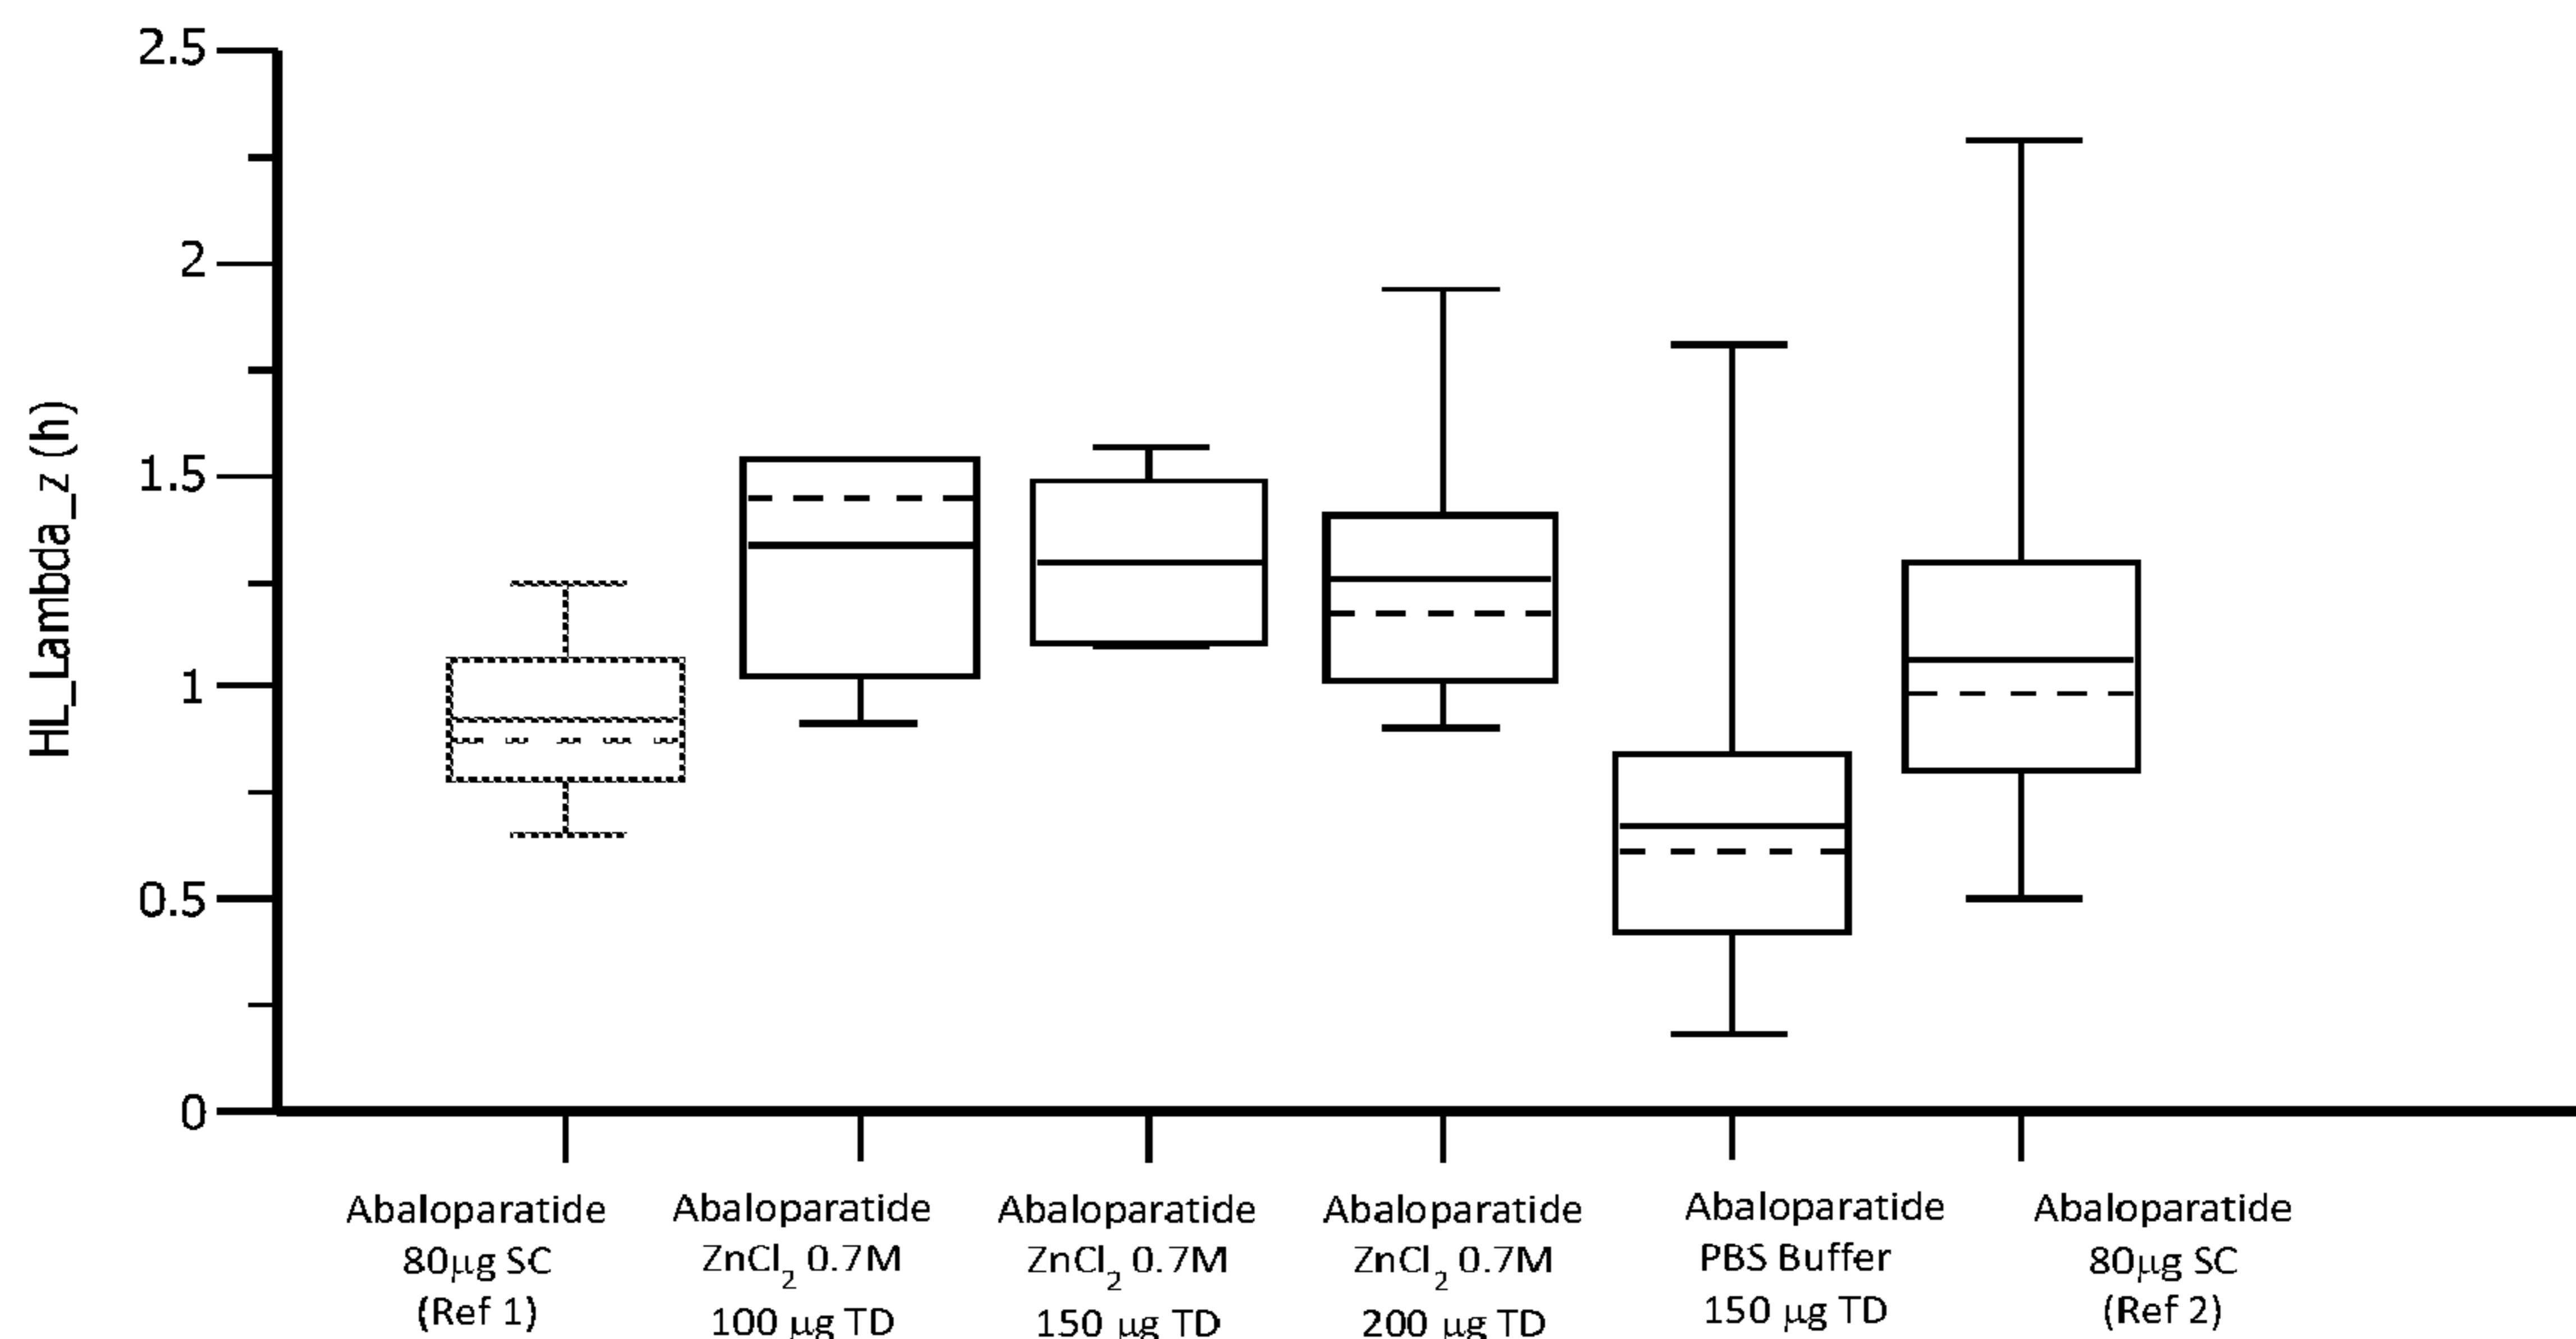 HL_Lambda_z (h)
2.5
2
1.5
1
0.5
0
Abaloparatide
80µg SC
(Ref 1)
Abaloparatide
ZnCl₂ 0.7M
100 µg TD
Abaloparatide
ZnCl₂ 0.7M
150 µg TD
Abaloparatide
ZnCl₂ 0.7M
200 µg TD
Abaloparatide
PBS Buffer
150 µg TD
Abaloparatide
80µg SC
(Ref 2)